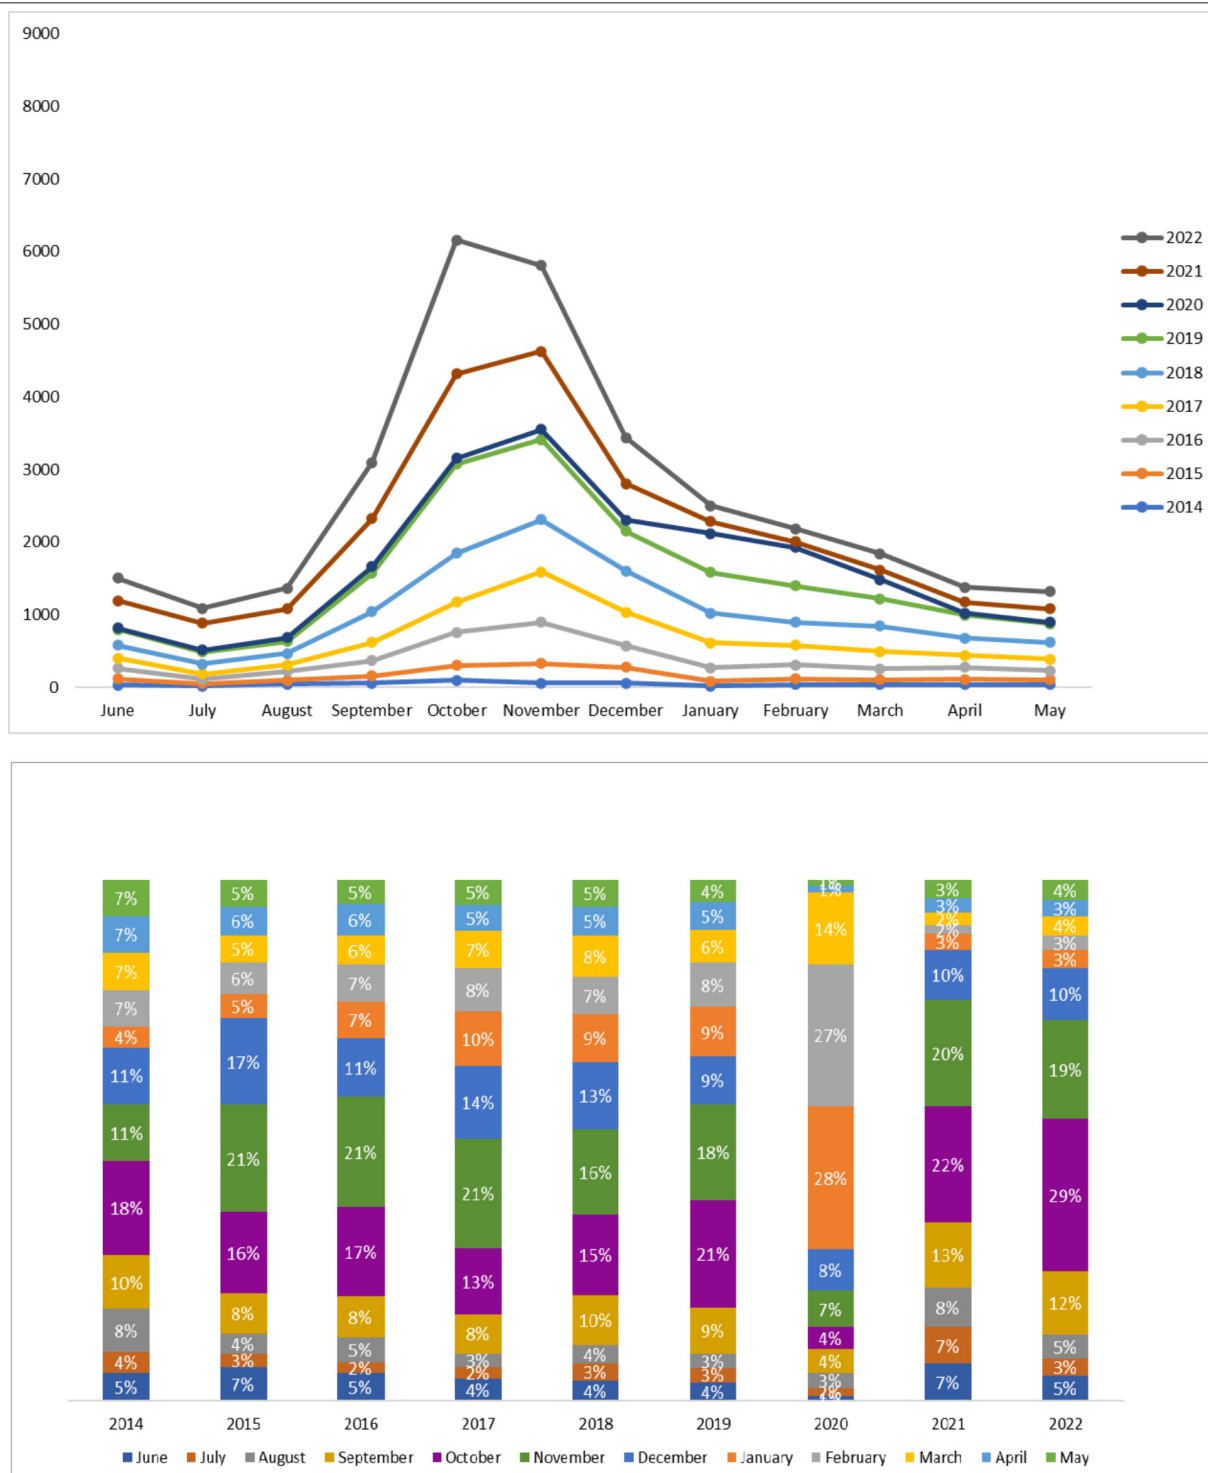 9000
8000
7000
6000
5000
4000
3000
2000
1000
0
June July August September October November December January February March April May
2022
2021
2020
2019
2018
2017
2016
2015
2014
7% 5% 5% 5% 5% 4% 1% 3% 4%
7% 6% 6% 5% 5% 5% 1% 3% 3%
7% 5% 6% 7% 8% 6% 14% 2% 4%
7% 6% 7% 8% 7% 8% 27% 2% 3%
4% 5% 7% 10% 9% 9% 28% 3% 3%
11% 17% 11% 14% 13% 9% 8% 10% 10%
11% 21% 21% 21% 16% 18% 7% 20% 19%
18% 16% 17% 13% 15% 21% 4% 22% 29%
10% 8% 8% 8% 10% 9% 4% 13% 12%
8% 4% 5% 3% 4% 3% 3% 8% 5%
4% 3% 2% 2% 3% 3% 2% 7% 3%
5% 7% 5% 4% 4% 4% 7% 5%
2014 2015 2016 2017 2018 2019 2020 2021 2022
June July August September October November December January February March April May